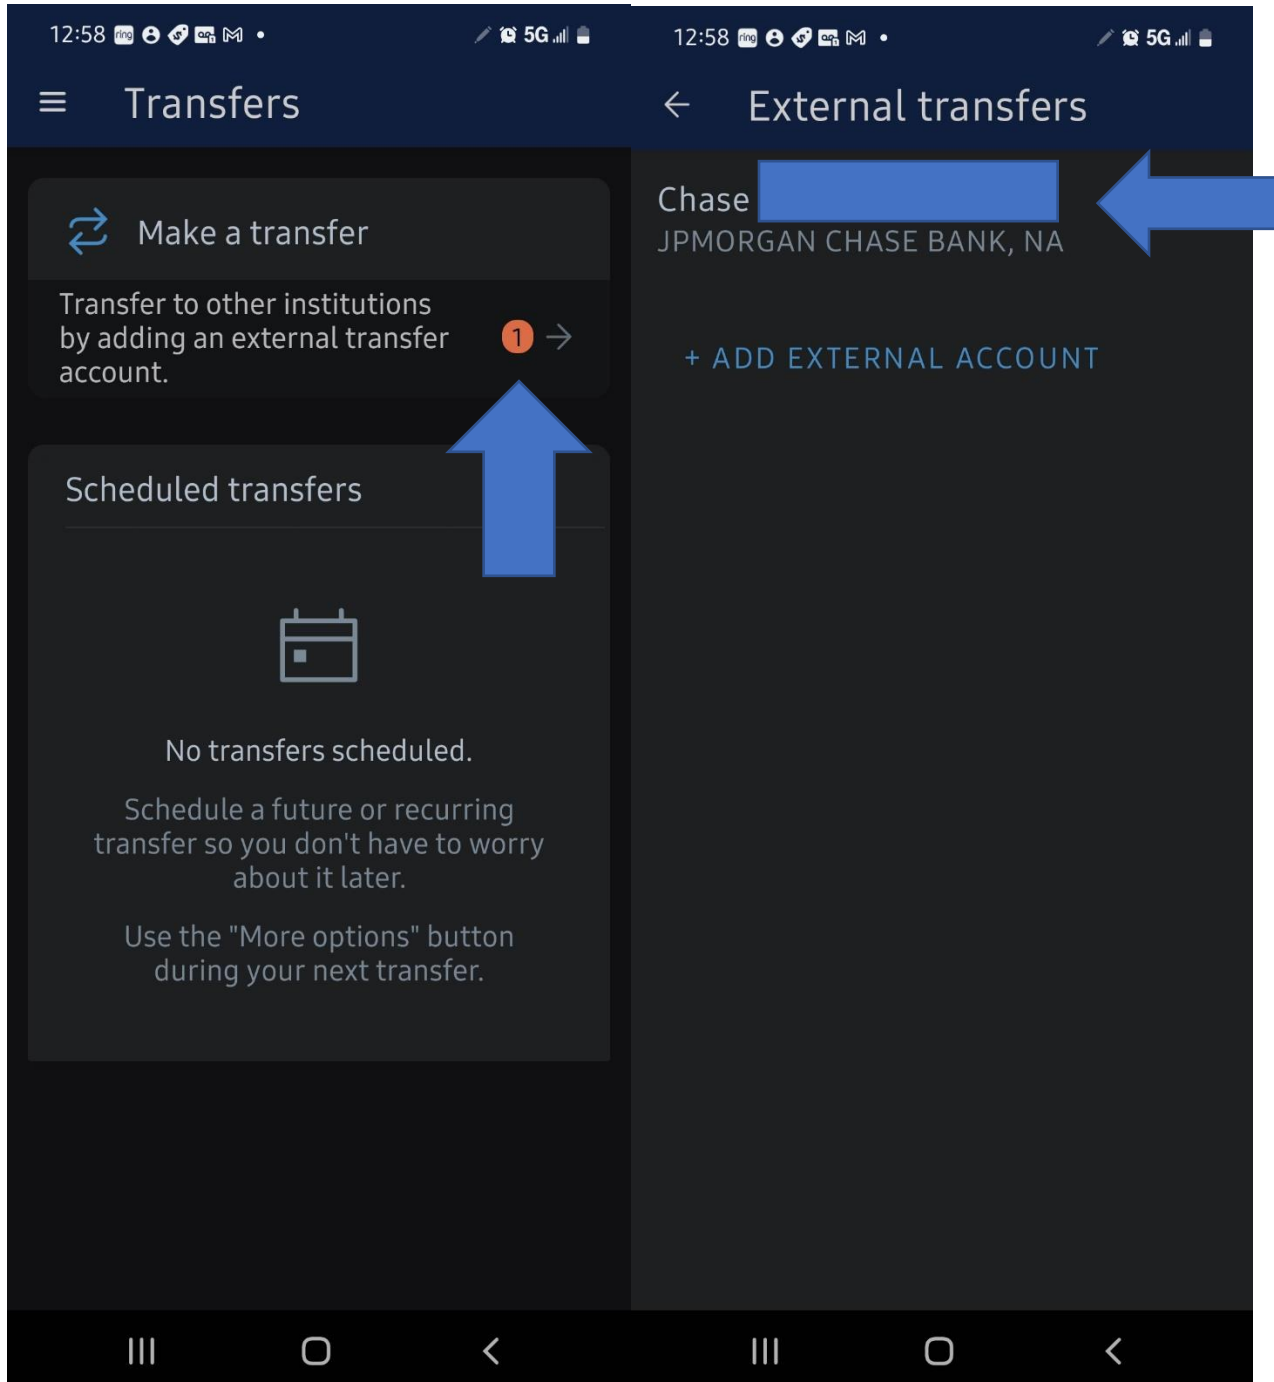 12:58 ring 5G
Transfers
Make a transfer
Transfer to other institutions
by adding an external transfer
account.
1
Scheduled transfers
No transfers scheduled.
Schedule a future or recurring
transfer so you don't have to worry
about it later.
Use the "More options" button
during your next transfer.
12:58 ring 5G
External transfers
Chase
JPMORGAN CHASE BANK, NA
+ ADD EXTERNAL ACCOUNT